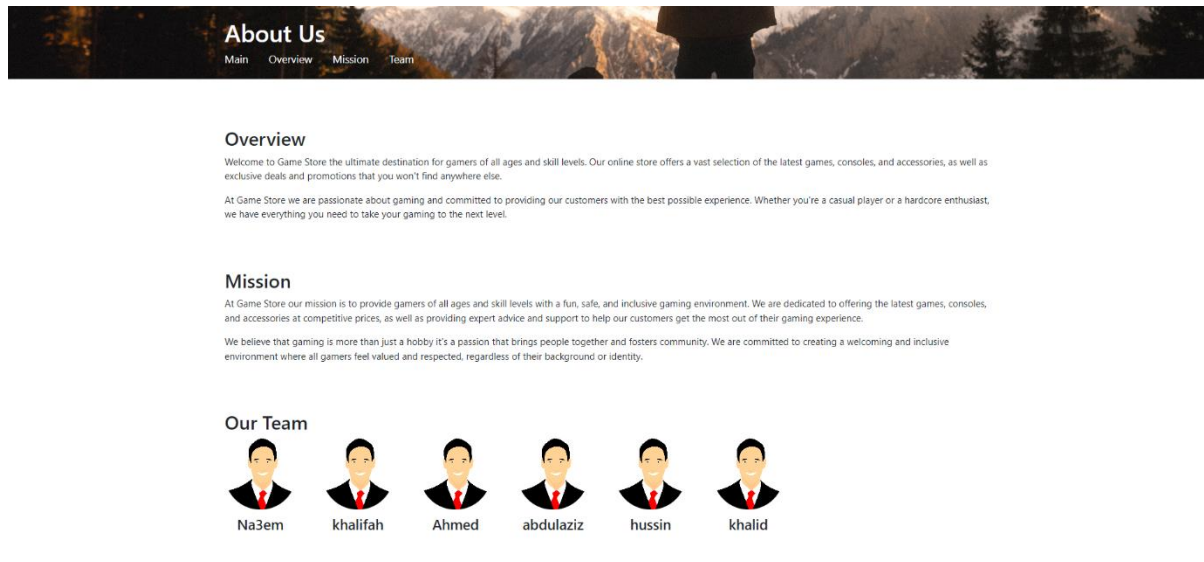 About Us
Main Overview Mission Team
Overview
Welcome to Game Store the ultimate destination for gamers of all ages and skill levels. Our online store offers a vast selection of the latest games, consoles, and accessories, as well as
exclusive deals and promotions that you won't find anywhere else.
At Game Store we are passionate about gaming and committed to providing our customers with the best possible experience. Whether you're a casual player or a hardcore enthusiast,
we have everything you need to take your gaming to the next level.
Mission
At Game Store our mission is to provide gamers of all ages and skill levels with a fun, safe, and inclusive gaming environment. We are dedicated to offering the latest games, consoles,
and accessories at competitive prices, as well as providing expert advice and support to help our customers get the most out of their gaming experience.
We believe that gaming is more than just a hobby it's a passion that brings people together and fosters community. We are committed to creating a welcoming and inclusive
environment where all gamers feel valued and respected, regardless of their background or identity.
Our Team
Na3em khalifah Ahmed abdulaziz hussin khalid